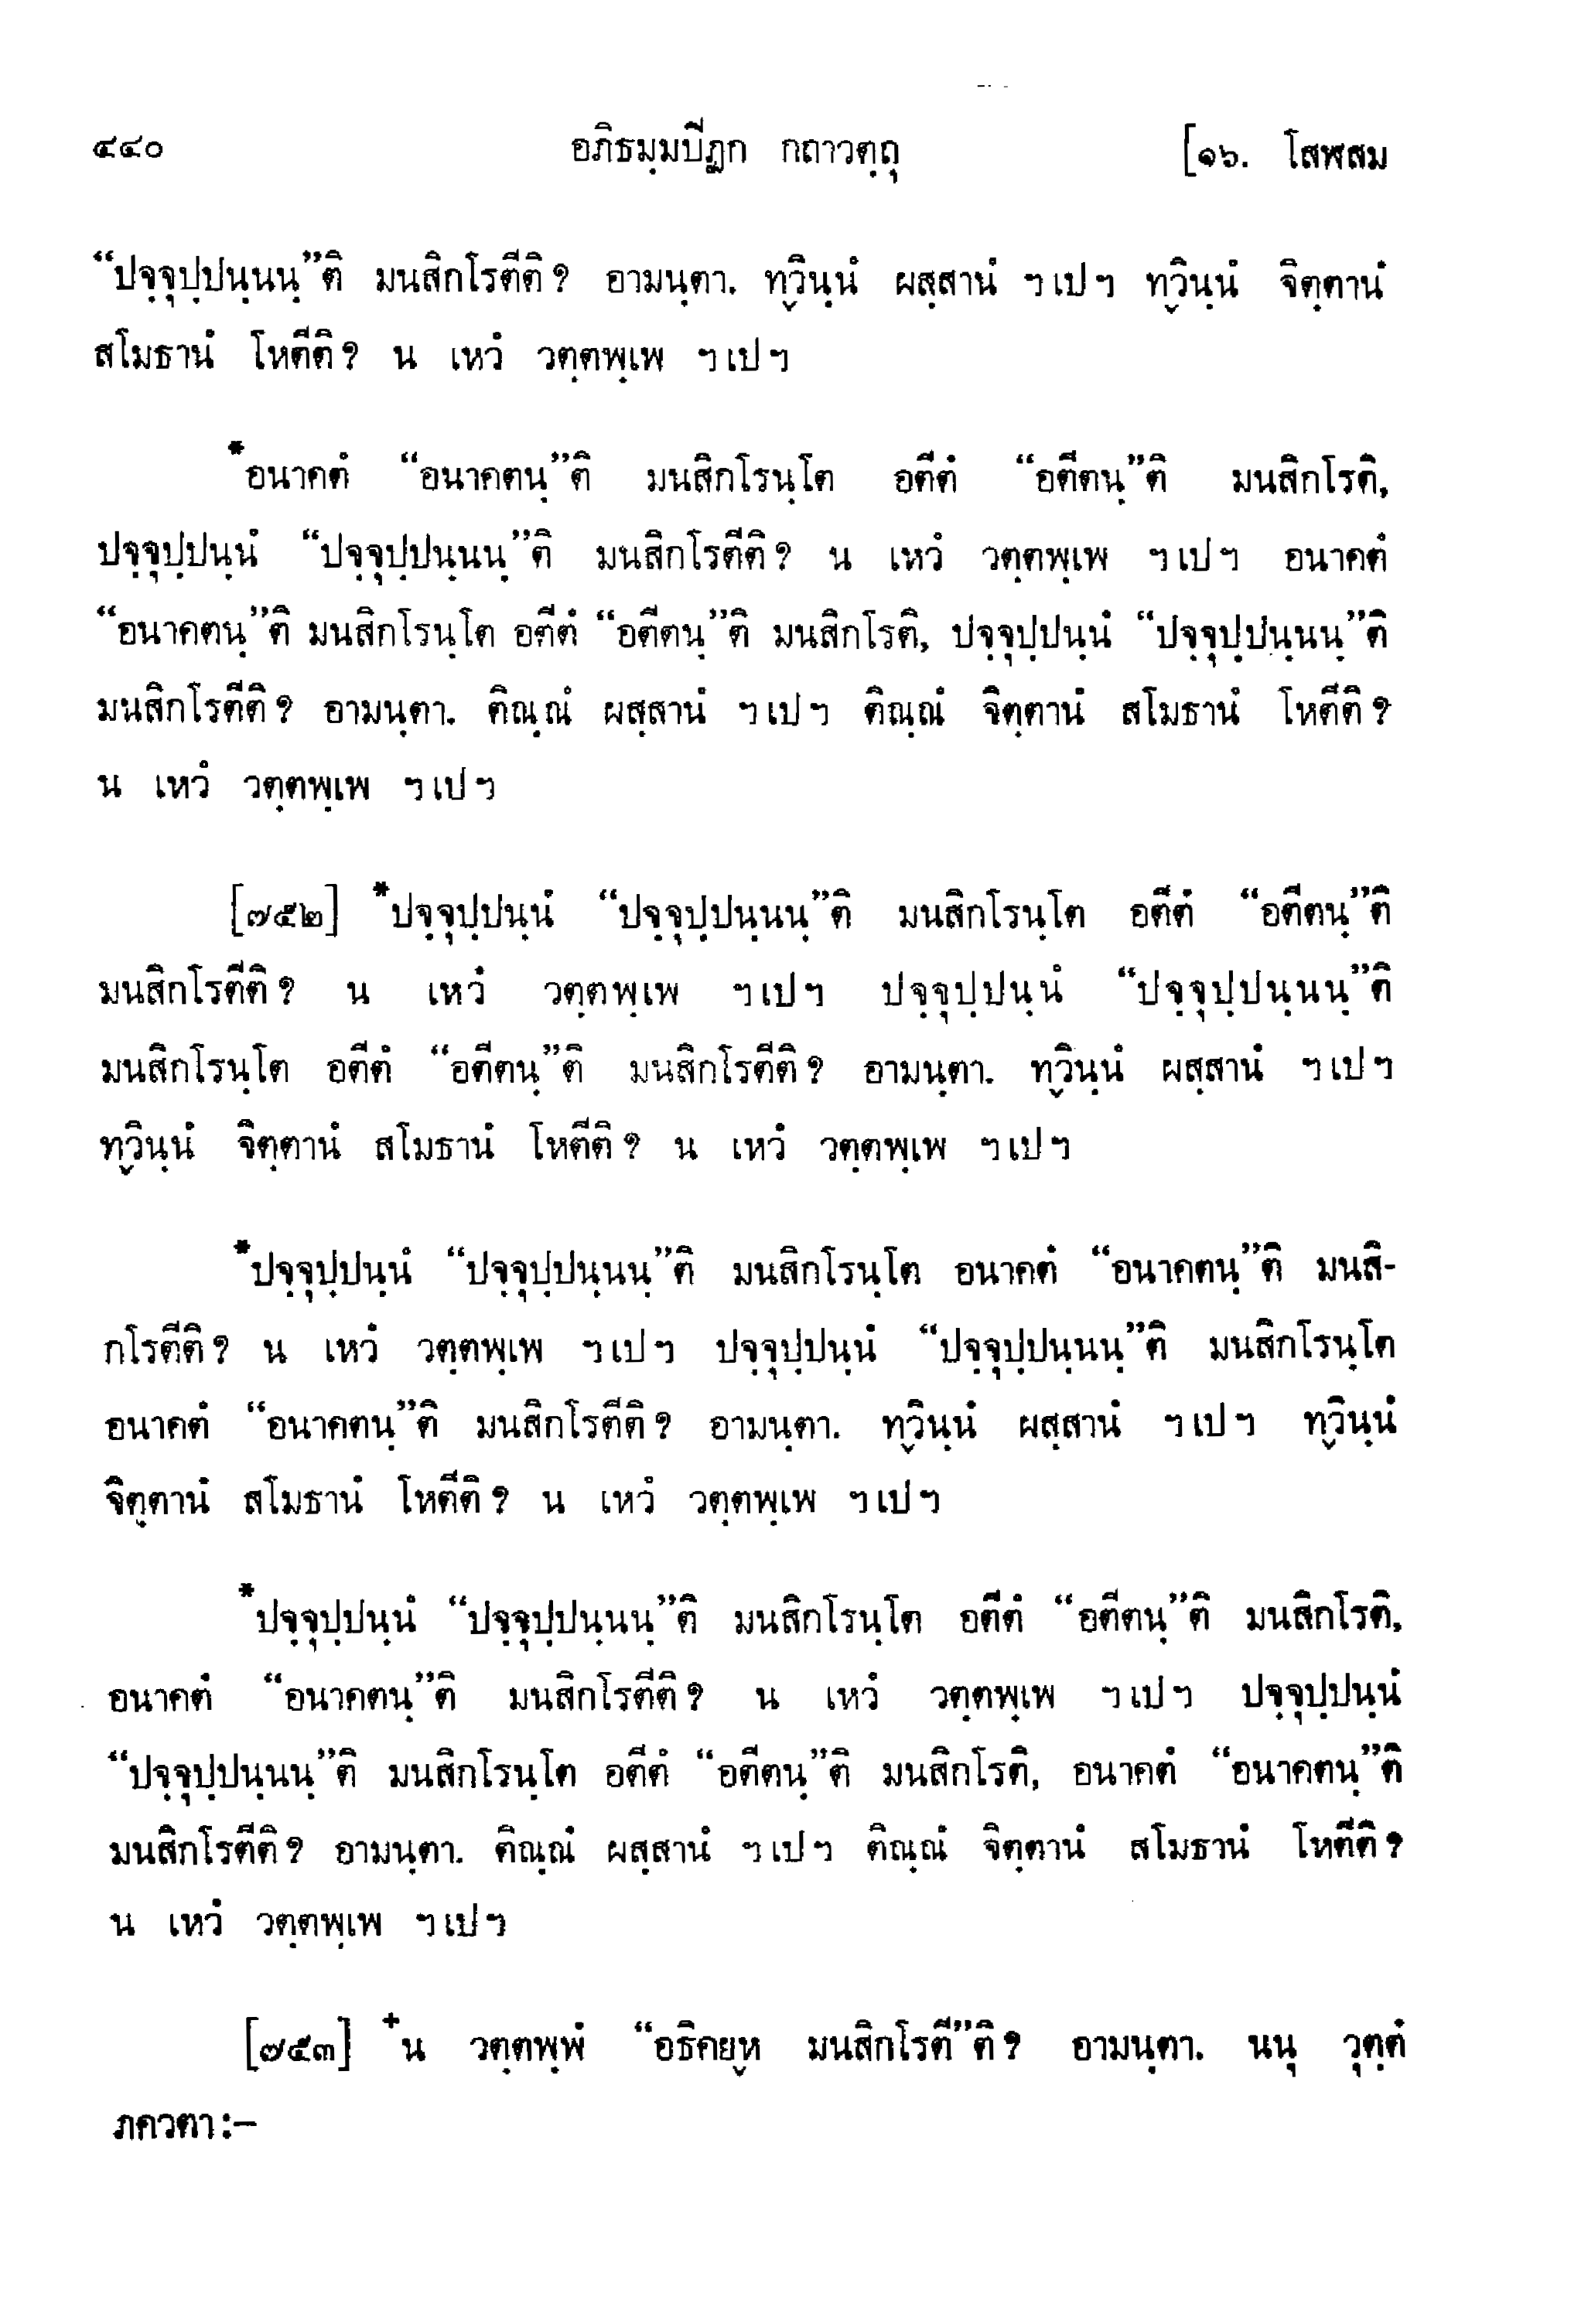 ๔๔๐ อภิธมฺมปีฏก กถาวตฺถุ [๑๖. โสฬสม
“ปจฺจุปฺปนฺนนฺ”ติ มนสิกโรตีติ? อามนฺตา. ทฺวินฺนํ ผสฺสานํ ฯเปฯ ทฺวินฺนํ จิตฺตานํ
สโมธานํ โหตีติ? น เหวํ วตฺตพฺเพ ฯเปฯ
*อนาคตํ “อนาคตนฺ”ติ มนสิกโรนฺโต อตีตํ “อตีตนฺ”ติ มนสิกโรติ,
ปจฺจุปฺปนฺนํ “ปจฺจุปฺปนฺนนฺ”ติ มนสิกโรตีติ? น เหวํ วตฺตพฺเพ ฯเปฯ อนาคตํ
“อนาคตนฺ”ติ มนสิกโรนฺโต อตีตํ “อตีตนฺ”ติ มนสิกโรติ, ปจฺจุปฺปนฺนํ “ปจฺจุปฺปนฺนนฺ”ติ
มนสิกโรตีติ? อามนฺตา. ติณฺณํ ผสฺสานํ ฯเปฯ ติณฺณํ จิตฺตานํ สโมธานํ โหตีติ?
น เหวํ วตฺตพฺเพ ฯเปฯ
[๗๕๒] *ปจฺจุปฺปนฺนํ “ปจฺจุปฺปนฺนนฺ”ติ มนสิกโรนฺโต อตีตํ “อตีตนฺ”ติ
มนสิกโรตีติ? น เหวํ วตฺตพฺเพ ฯเปฯ ปจฺจุปฺปนฺนํ “ปจฺจุปฺปนฺนนฺ”ติ
มนสิกโรนฺโต อตีตํ “อตีตนฺ”ติ มนสิกโรตีติ? อามนฺตา. ทฺวินฺนํ ผสฺสานํ ฯเปฯ
ทฺวินฺนํ จิตฺตานํ สโมธานํ โหตีติ? น เหวํ วตฺตพฺเพ ฯเปฯ
*ปจฺจุปฺปนฺนํ “ปจฺจุปฺปนฺนนฺ”ติ มนสิกโรนฺโต อนาคตํ “อนาคตนฺ”ติ มนสิ-
กโรตีติ? น เหวํ วตฺตพฺเพ ฯเปฯ ปจฺจุปฺปนฺนํ “ปจฺจุปฺปนฺนนฺ”ติ มนสิกโรนฺโต
อนาคตํ “อนาคตนฺ”ติ มนสิกโรตีติ? อามนฺตา. ทฺวินฺนํ ผสฺสานํ ฯเปฯ ทฺวินฺนํ
จิตฺตานํ สโมธานํ โหตีติ? น เหวํ วตฺตพฺเพ ฯเปฯ
*ปจฺจุปฺปนฺนํ “ปจฺจุปฺปนฺนนฺ”ติ มนสิกโรนฺโต อตีตํ “อตีตนฺ”ติ มนสิกโรติ,
อนาคตํ “อนาคตนฺ”ติ มนสิกโรตีติ? น เหวํ วตฺตพฺเพ ฯเปฯ ปจฺจุปฺปนฺนํ
“ปจฺจุปฺปนฺนนฺ”ติ มนสิกโรนฺโต อตีตํ “อตีตนฺ”ติ มนสิกโรติ, อนาคตํ “อนาคตนฺ”ติ
มนสิกโรตีติ? อามนฺตา. ติณฺณํ ผสฺสานํ ฯเปฯ ติณฺณํ จิตฺตานํ สโมธานํ โหตีติ?
น เหวํ วตฺตพฺเพ ฯเปฯ
[๗๕๓] +น วตฺตพฺพํ “อธิคยฺห มนสิกโรตี”ติ? อามนฺตา. นนุ วุตฺตํ
ภควตา:–